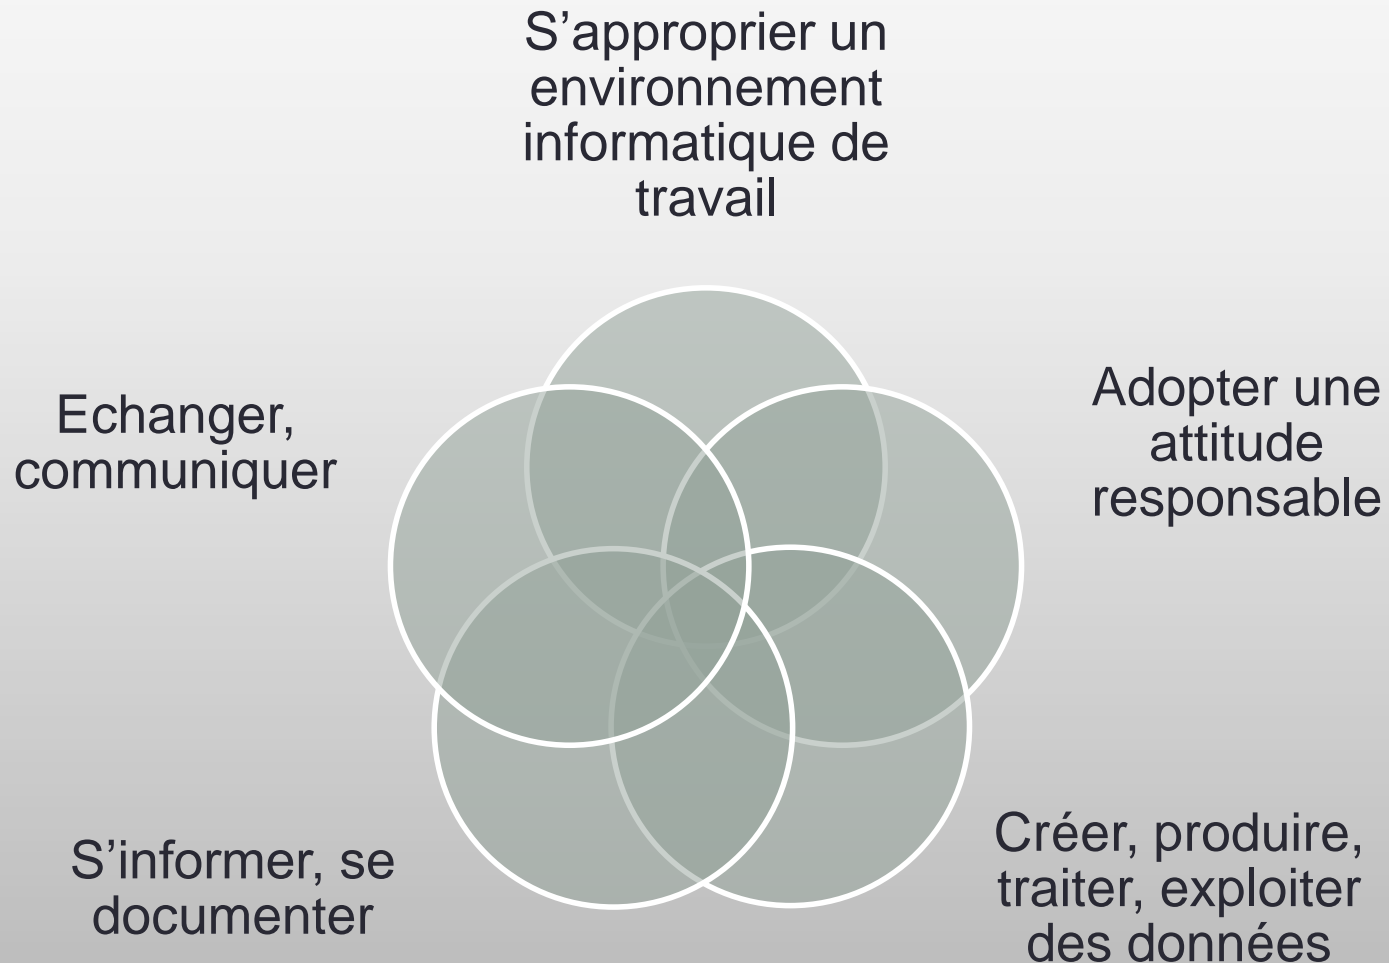 S’approprier un
environnement
informatique de
travail
Echanger,
communiquer
Adopter une
attitude
responsable
S’informer, se
documenter
Créer, produire,
traiter, exploiter
des données